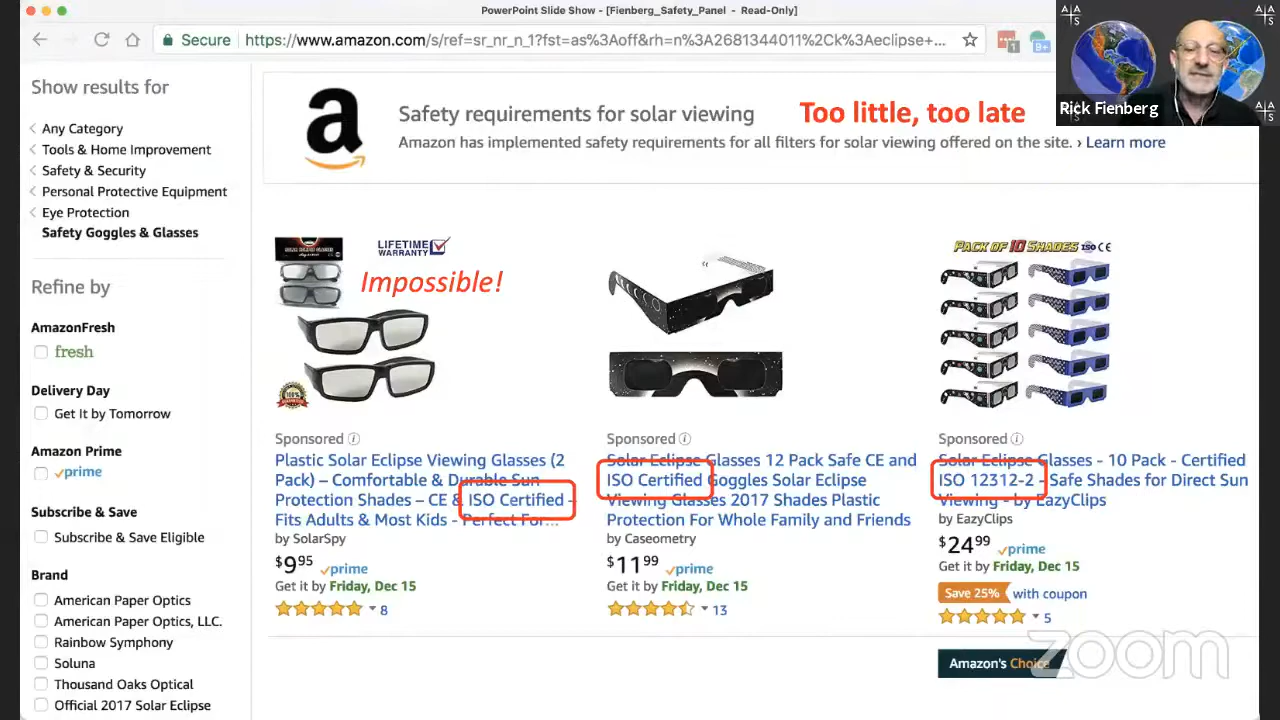 PowerPoint Slide Show - [Fienberg_Safety_Panel - Read-Only]
Secure https://www.amazon.com/s/ref=sr_nr_n_1?fst=as%3Aoff&rh=n%3A2681344011%2Ck%3Aeclipse+...
1
9+
Rick Fienberg
Show results for
Any Category
Tools & Home Improvement
Safety & Security
Personal Protective Equipment
Eye Protection
Safety Goggles & Glasses
Refine by
AmazonFresh
fresh
Delivery Day
Get It by Tomorrow
Amazon Prime
prime
Subscribe & Save
Subscribe & Save Eligible
Brand
American Paper Optics
American Paper Optics, LLC.
Rainbow Symphony
Soluna
Thousand Oaks Optical
Official 2017 Solar Eclipse
a
Safety requirements for solar viewing
Too little, too late
Amazon has implemented safety requirements for all filters for solar viewing offered on the site. › Learn more
LIFETIME
WARRANTY
Impossible!
100%
Sponsored
Plastic Solar Eclipse Viewing Glasses (2
Pack) – Comfortable & Durable Sun
Protection Shades – CE & ISO Certified –
Fits Adults & Most Kids - Perfect For...
by SolarSpy
$9 95 prime
Get it by Friday, Dec 15
8
Sponsored
Solar Eclipse Glasses 12 Pack Safe CE and
ISO Certified Goggles Solar Eclipse
Viewing Glasses 2017 Shades Plastic
Protection For Whole Family and Friends
by Caseometry
$11 99 prime
Get it by Friday, Dec 15
13
PACK OF 10 SHADES ISO CE
Sponsored
Solar Eclipse Glasses - 10 Pack - Certified
ISO 12312-2 - Safe Shades for Direct Sun
Viewing - by EazyClips
by EazyClips
$24 99 prime
Get it by Friday, Dec 15
Save 25% with coupon
5
Amazon's Choice
zoom